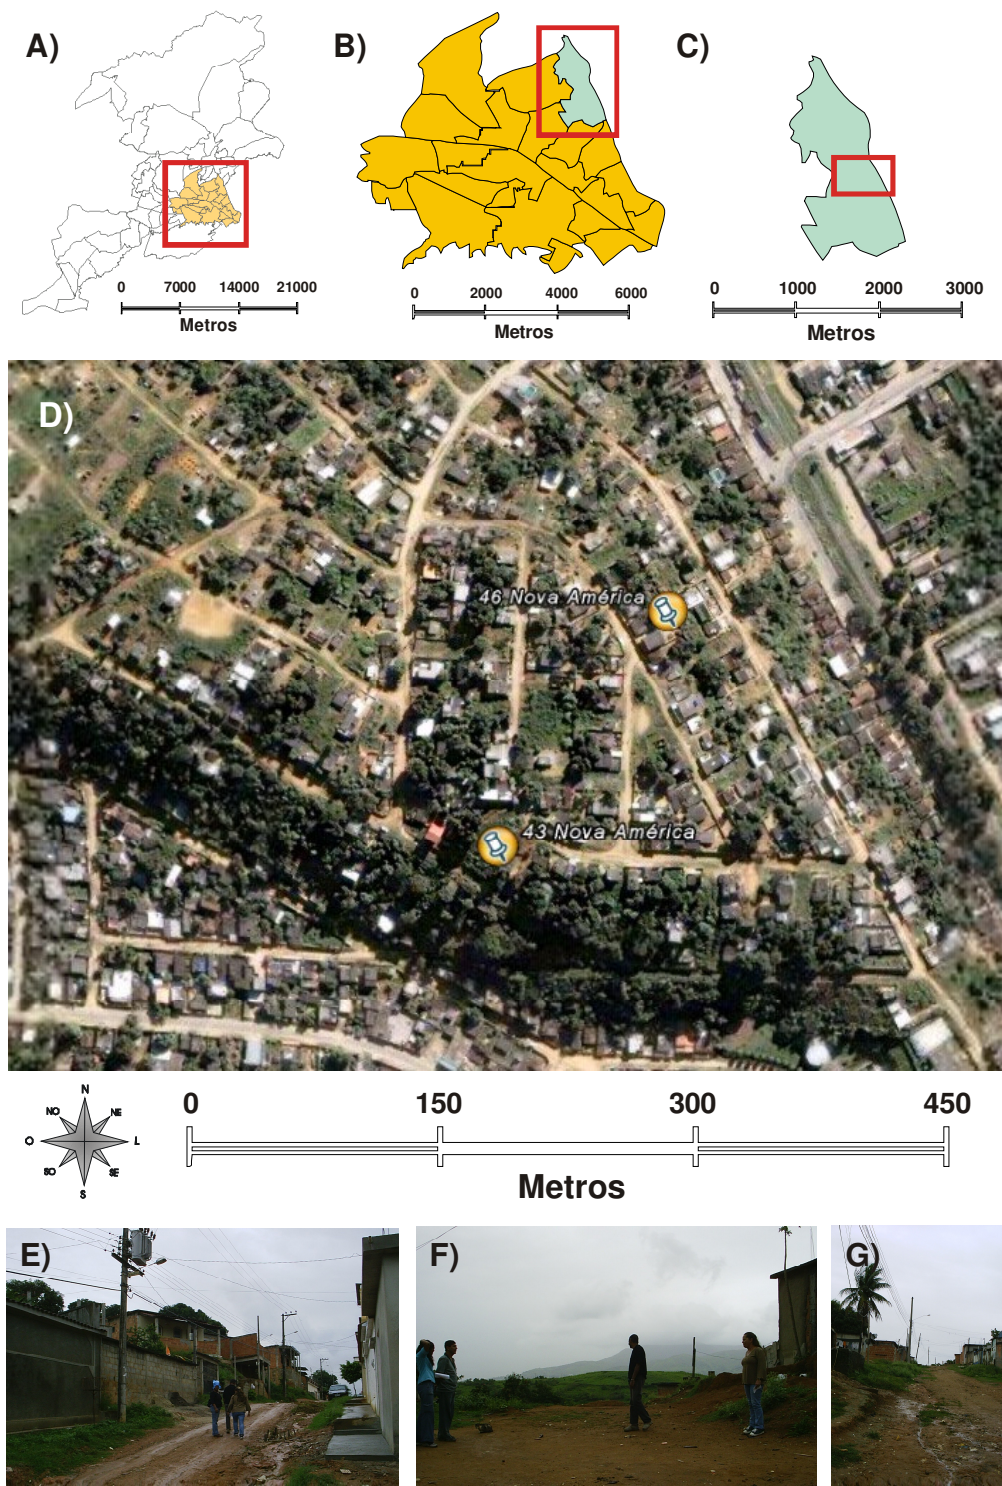 A)
B)
C)
0 7000 14000 21000
Metros
0 2000 4000 6000
Metros
0 1000 2000 3000
Metros
D)
46 Nova América
43 Nova América
N
NO NE
O L
SO SE
S
0 150 300 450
Metros
E)
F)
G)